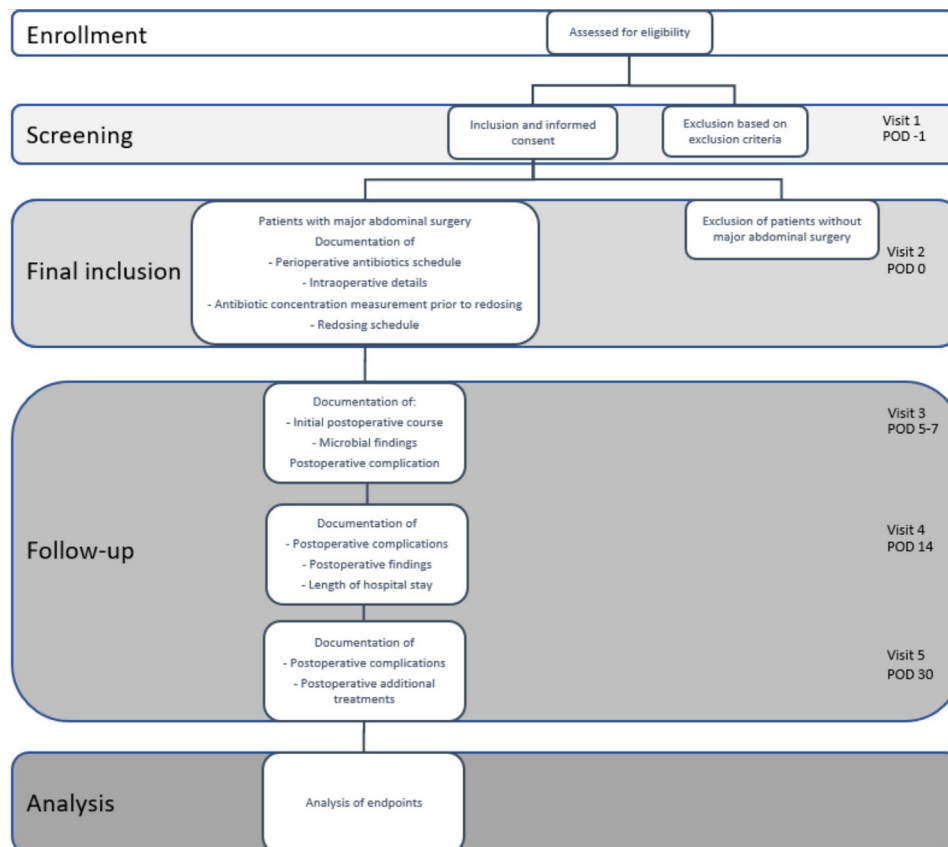 Enrollment
Assessed for eligibility
Screening
Inclusion and informed
consent
Exclusion based on
exclusion criteria
Visit 1
POD -1
Final inclusion
Patients with major abdominal surgery
Documentation of
- Perioperative antibiotics schedule
- Intraoperative details
- Antibiotic concentration measurement prior to redosing
- Redosing schedule
Exclusion of patients without
major abdominal surgery
Visit 2
POD 0
Follow-up
Documentation of:
- Initial postoperative course
- Microbial findings
Postoperative complication
Visit 3
POD 5-7
Documentation of
- Postoperative complications
- Postoperative findings
- Length of hospital stay
Visit 4
POD 14
Documentation of
- Postoperative complications
- Postoperative additional
treatments
Visit 5
POD 30
Analysis
Analysis of endpoints